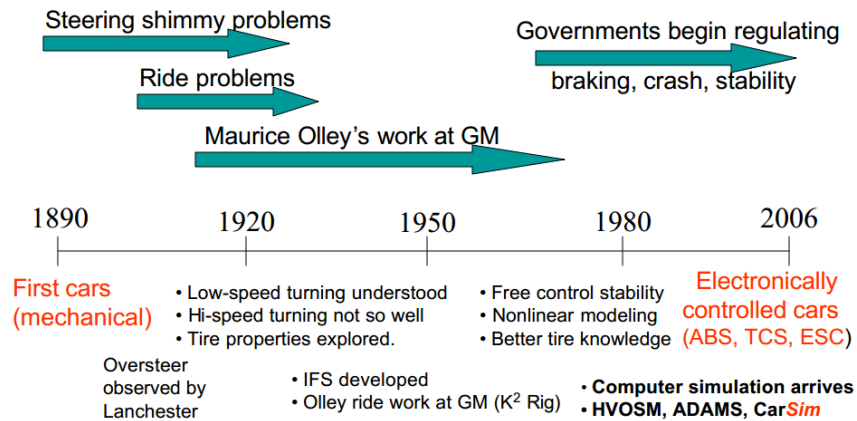 Steering shimmy problems
Governments begin regulating
Ride problems
braking, crash, stability
Maurice Olley's work at GM
1890
1920
1950
1980
2006
First cars
(mechanical)
• Low-speed turning understood
• Hi-speed turning not so well
• Tire properties explored.
• Free control stability
• Nonlinear modeling
• Better tire knowledge
Electronically
controlled cars
(ABS, TCS, ESC)
Oversteer
observed by
Lanchester
• IFS developed
• Olley ride work at GM (K² Rig)
• Computer simulation arrives
• HVOSM, ADAMS, CarSim